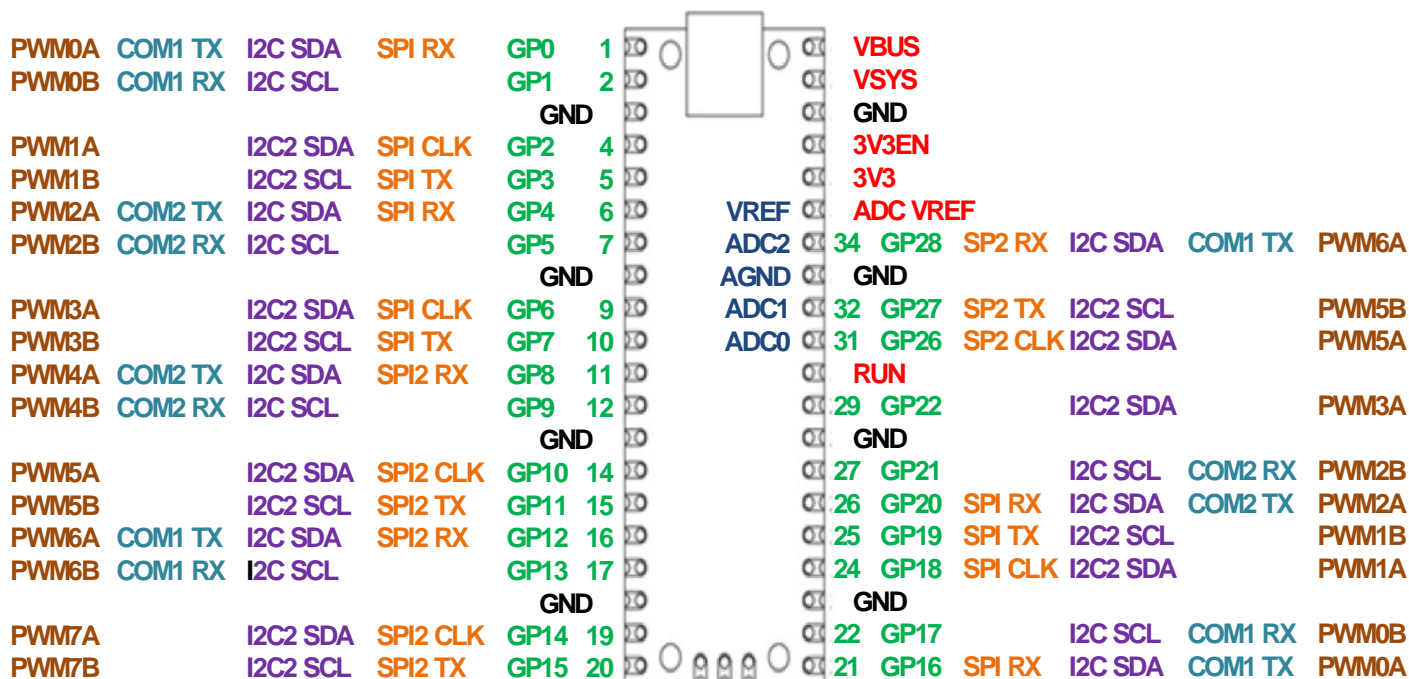 PWM0A COM1 TX I2C SDA SPI RX GP0 1 VBUS
PWM0B COM1 RX I2C SCL GP1 2 VSYS
GND GND
PWM1A I2C2 SDA SPI CLK GP2 4 3V3EN
PWM1B I2C2 SCL SPI TX GP3 5 3V3
PWM2A COM2 TX I2C SDA SPI RX GP4 6 VREF ADC VREF
PWM2B COM2 RX I2C SCL GP5 7 ADC2 34 GP28 SP2 RX I2C SDA COM1 TX PWM6A
GND AGND GND
PWM3A I2C2 SDA SPI CLK GP6 9 ADC1 32 GP27 SP2 TX I2C2 SCL PWM5B
PWM3B I2C2 SCL SPI TX GP7 10 ADC0 31 GP26 SP2 CLK I2C2 SDA PWM5A
PWM4A COM2 TX I2C SDA SPI2 RX GP8 11 RUN
PWM4B COM2 RX I2C SCL GP9 12 29 GP22 I2C2 SDA PWM3A
GND GND
PWM5A I2C2 SDA SPI2 CLK GP10 14 27 GP21 I2C SCL COM2 RX PWM2B
PWM5B I2C2 SCL SPI2 TX GP11 15 26 GP20 SPI RX I2C SDA COM2 TX PWM2A
PWM6A COM1 TX I2C SDA SPI2 RX GP12 16 25 GP19 SPI TX I2C2 SCL PWM1B
PWM6B COM1 RX I2C SCL GP13 17 24 GP18 SPI CLK I2C2 SDA PWM1A
GND GND
PWM7A I2C2 SDA SPI2 CLK GP14 19 22 GP17 I2C SCL COM1 RX PWM0B
PWM7B I2C2 SCL SPI2 TX GP15 20 21 GP16 SPI RX I2C SDA COM1 TX PWM0A